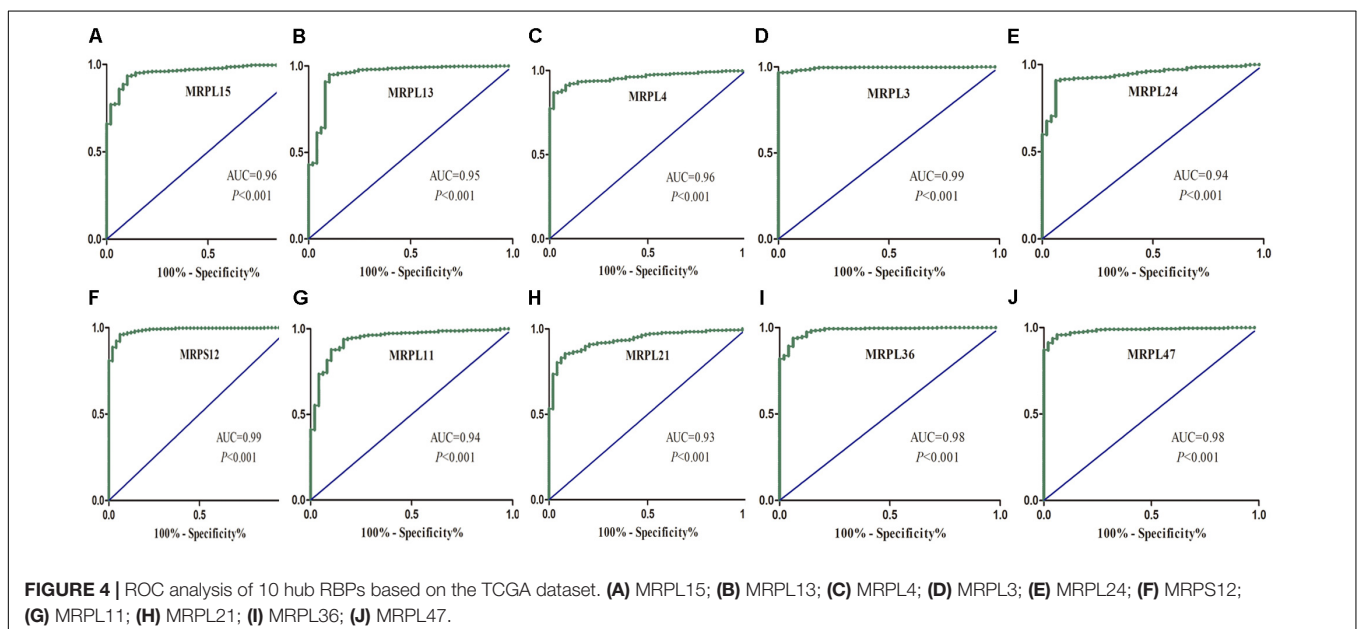 A
B
C
D
E
1.0
MRPL15
0.5
AUC=0.96
P<0.001
0.0
0.0
0.5
100% - Specificity%
1.0
MRPL13
0.5
AUC=0.95
P<0.001
0.0
0.0
0.5
1.0
100% - Specificity%
1.0
MRPL4
0.5
AUC=0.96
P<0.001
0.0
0.0
0.5
1
100% - Specificity%
1.0
MRPL3
0.5
AUC=0.99
P<0.001
0.0
0.0
0.5
1.0
100% - Specificity%
1.0
MRPL24
0.5
AUC=0.94
P<0.001
0.0
0.0
0.5
1.0
100% - Specificity%
F
G
H
I
J
1.0
MRPS12
0.5
AUC=0.99
P<0.001
0.0
0.0
0.5
100% - Specificity%
1.0
MRPL11
0.5
AUC=0.94
P<0.001
0.0
0.0
0.5
1.0
100% - Specificity%
1.0
MRPL21
0.5
AUC=0.93
P<0.001
0.0
0.0
0.5
1
100% - Specificity%
1.0
MRPL36
0.5
AUC=0.98
P<0.001
0.0
0.0
0.5
1.0
100% - Specificity%
1.0
MRPL47
0.5
AUC=0.98
P<0.001
0.0
0.0
0.5
1.0
100% - Specificity%
FIGURE 4 | ROC analysis of 10 hub RBPs based on the TCGA dataset. (A) MRPL15; (B) MRPL13; (C) MRPL4; (D) MRPL3; (E) MRPL24; (F) MRPS12;
(G) MRPL11; (H) MRPL21; (I) MRPL36; (J) MRPL47.